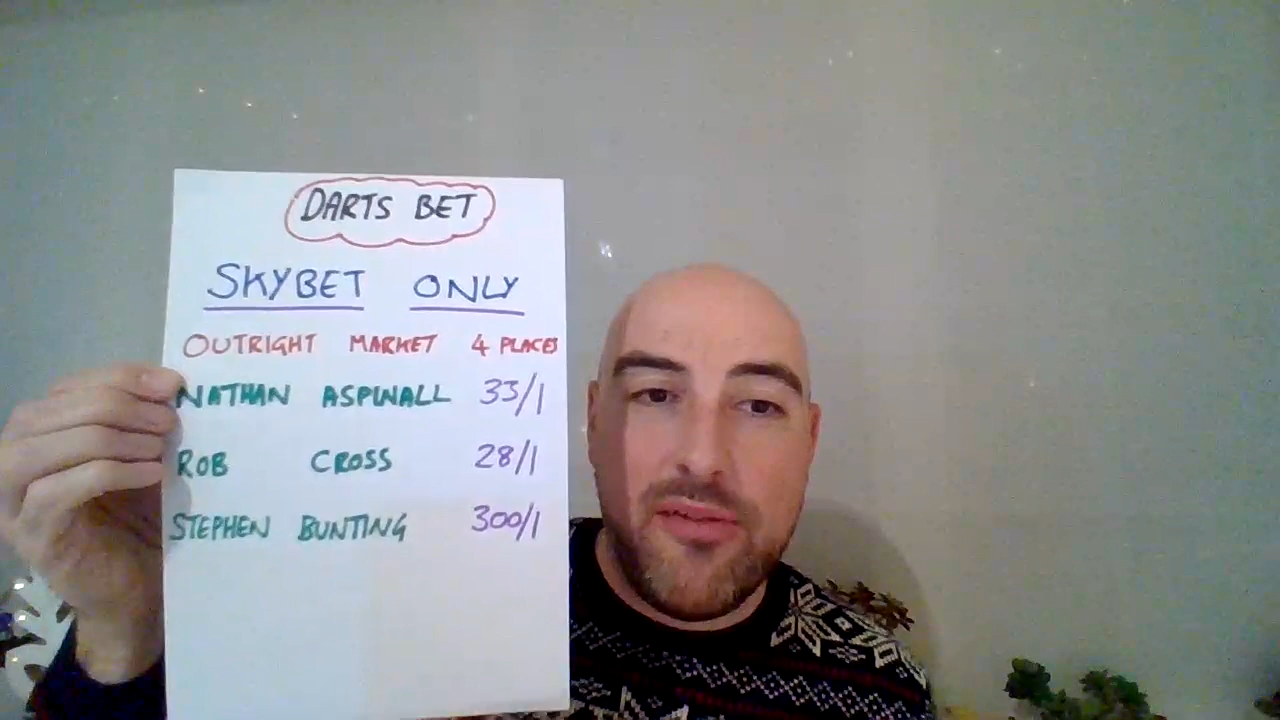 DARTS BET
SKYBET ONLY
OUTRIGHT MARKET 4 PLACES
NATHAN ASPINALL 33/1
ROB CROSS 28/1
STEPHEN BUNTING 300/1